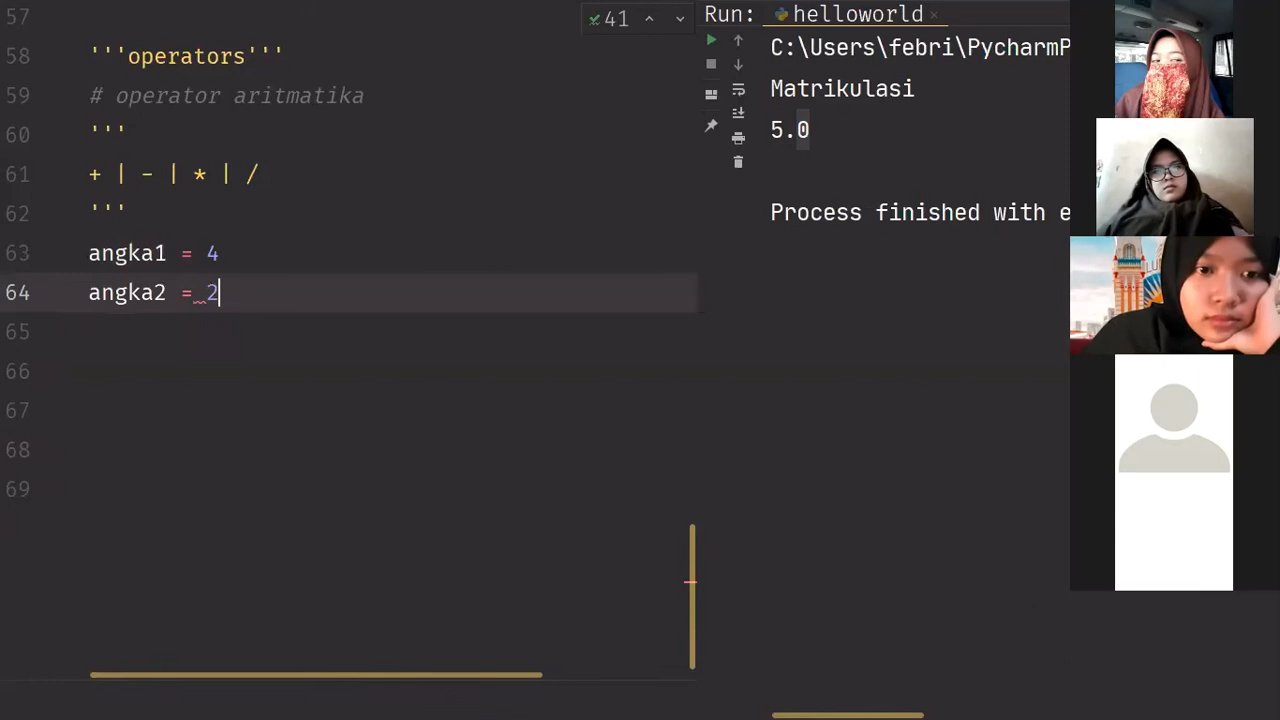 57
58 '''operators'''
59 # operator aritmatika
60 '''
61 + | - | * | /
62 '''
63 angka1 = 4
64 angka2 = 2
65
66
67
68
69
41
Run: helloworld ×
C:\Users\febri\PycharmP
Matrikulasi
5.0
Process finished with e